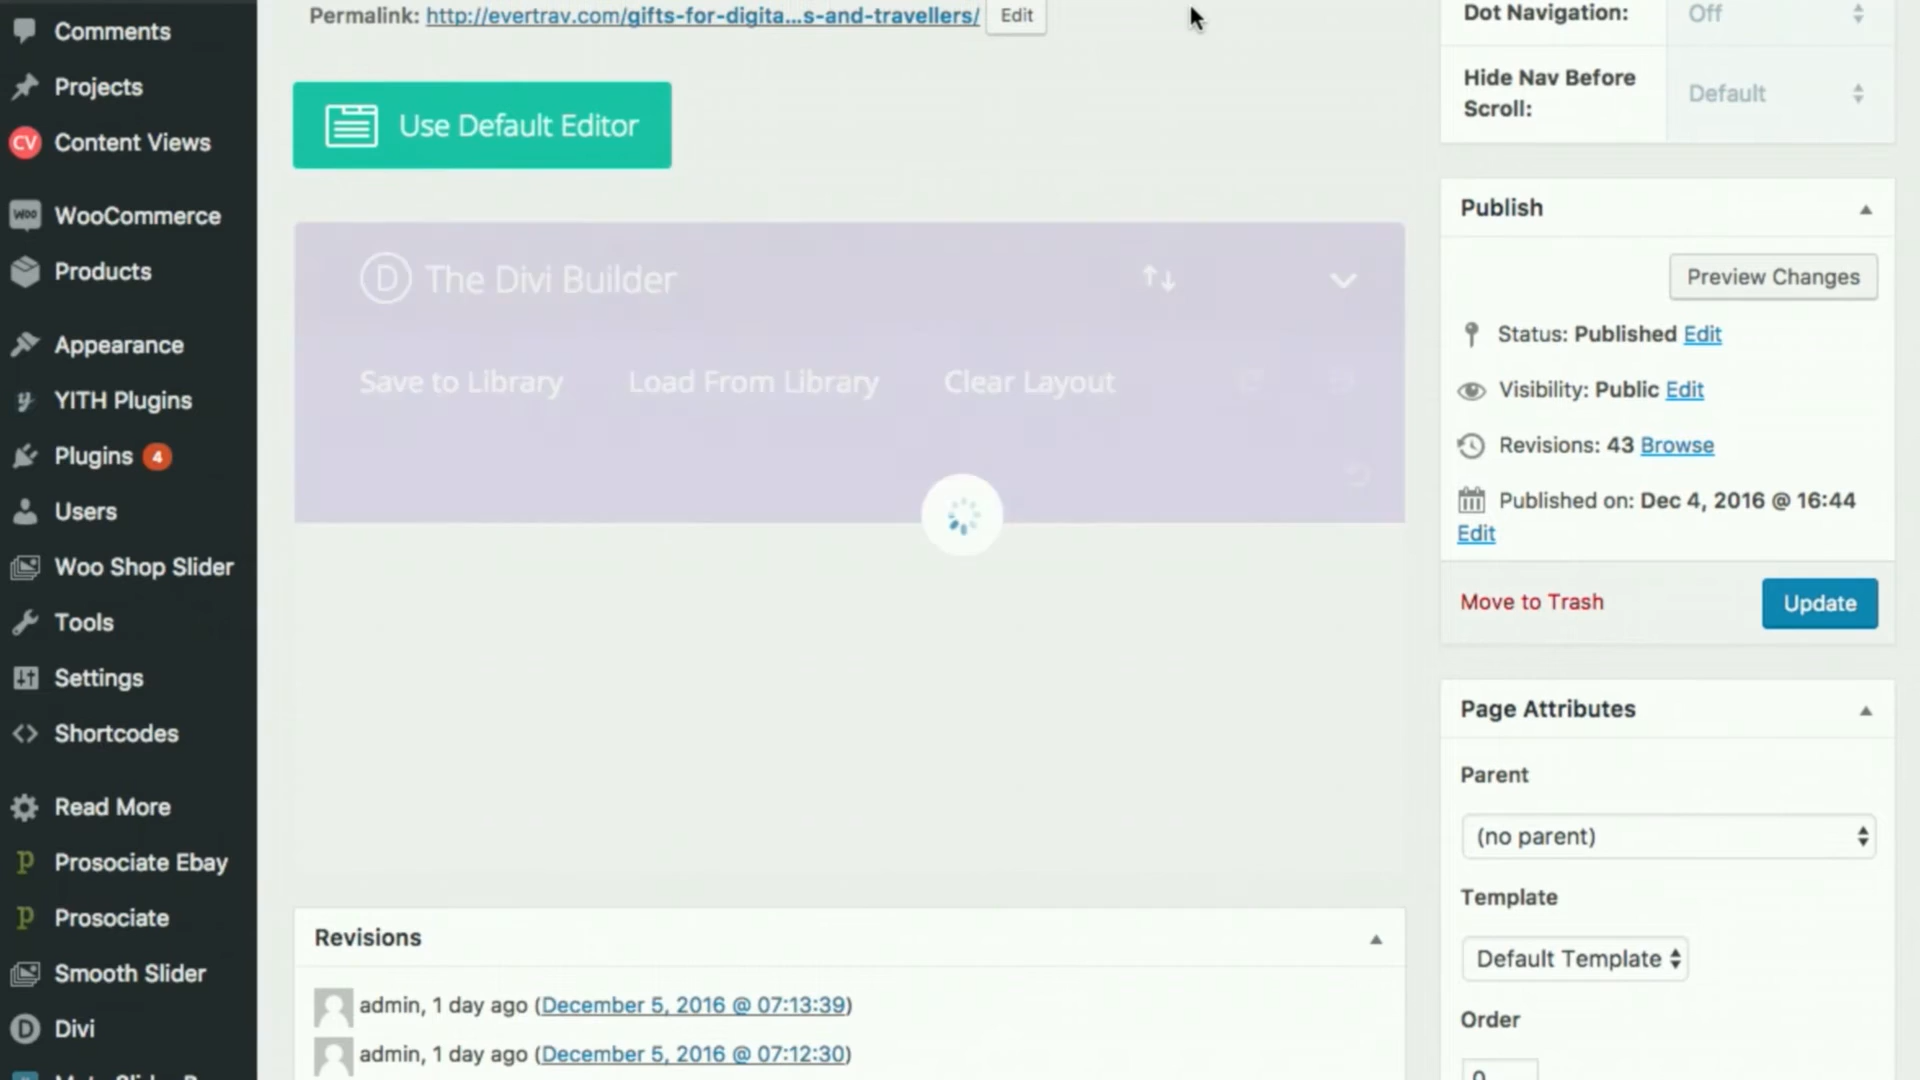 Comments
Projects
CV Content Views
Woo WooCommerce
Products
Appearance
YITH Plugins
Plugins 4
Users
Woo Shop Slider
Tools
Settings
Shortcodes
Read More
Prosociate Ebay
Prosociate
Smooth Slider
Divi
Permalink: http://evertrav.com/gifts-for-digita...s-and-travellers/ Edit
Use Default Editor
D The Divi Builder
Save to Library Load From Library Clear Layout
Revisions
admin, 1 day ago (December 5, 2016 @ 07:13:39)
admin, 1 day ago (December 5, 2016 @ 07:12:30)
Dot Navigation: Off
Hide Nav Before
Scroll:
Default
Publish
Preview Changes
Status: Published Edit
Visibility: Public Edit
Revisions: 43 Browse
Published on: Dec 4, 2016 @ 16:44
Edit
Move to Trash Update
Page Attributes
Parent
(no parent)
Template
Default Template
Order
0